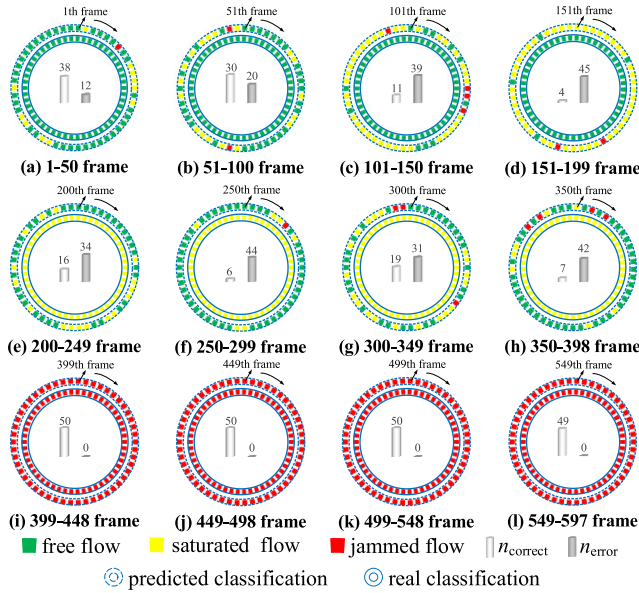 1th frame
38
12
(a) 1-50 frame
51th frame
30
20
(b) 51-100 frame
101th frame
11
39
(c) 101-150 frame
151th frame
4
45
(d) 151-199 frame
200th frame
16
34
(e) 200-249 frame
250th frame
6
44
(f) 250-299 frame
300th frame
19
31
(g) 300-349 frame
350th frame
7
42
(h) 350-398 frame
399th frame
50
0
(i) 399-448 frame
449th frame
50
0
(j) 449-498 frame
499th frame
50
0
(k) 499-548 frame
549th frame
49
0
(l) 549-597 frame
free flow saturated flow jammed flow ncorrect nerror
predicted classification real classification